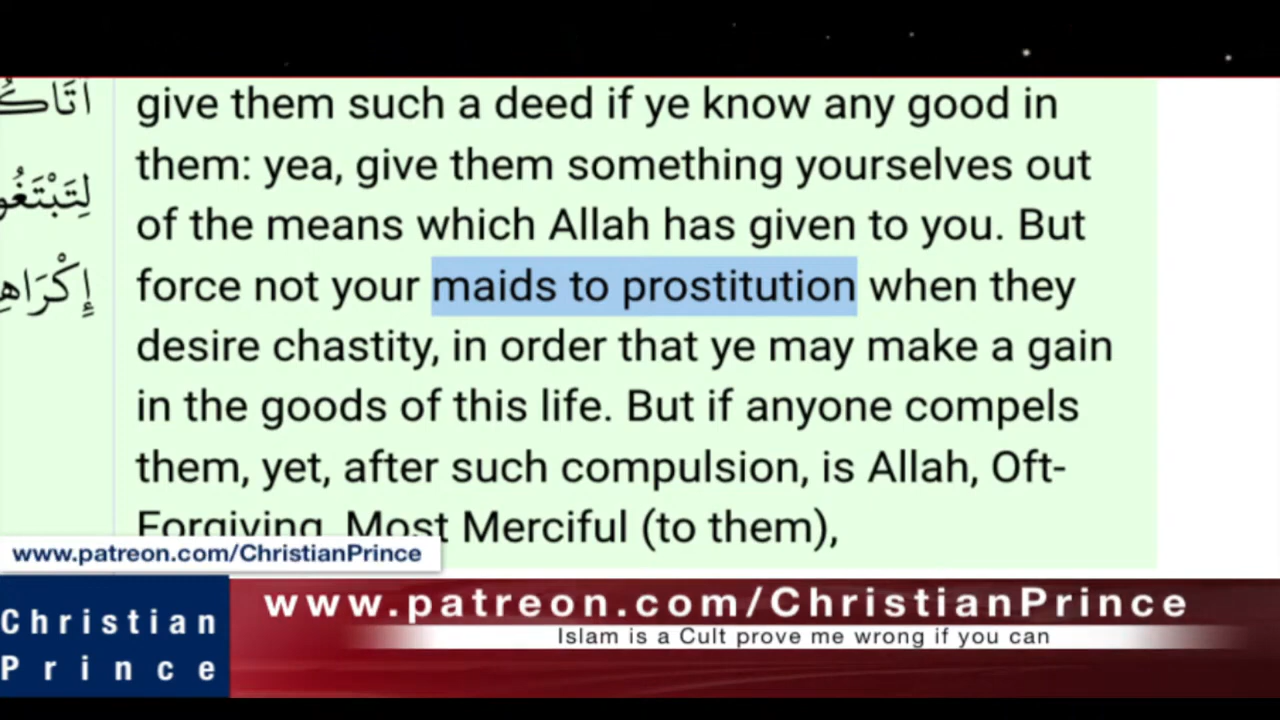 give them such a deed if ye know any good in
them: yea, give them something yourselves out
of the means which Allah has given to you. But
force not your maids to prostitution when they
desire chastity, in order that ye may make a gain
in the goods of this life. But if anyone compels
them, yet, after such compulsion, is Allah, Oft-
Forgiving, Most Merciful (to them),
لِتَبْتَغُو
إِكْرَاهِ
www.patreon.com/ChristianPrince
Christian
Prince
www.patreon.com/ChristianPrince
Islam is a Cult prove me wrong if you can